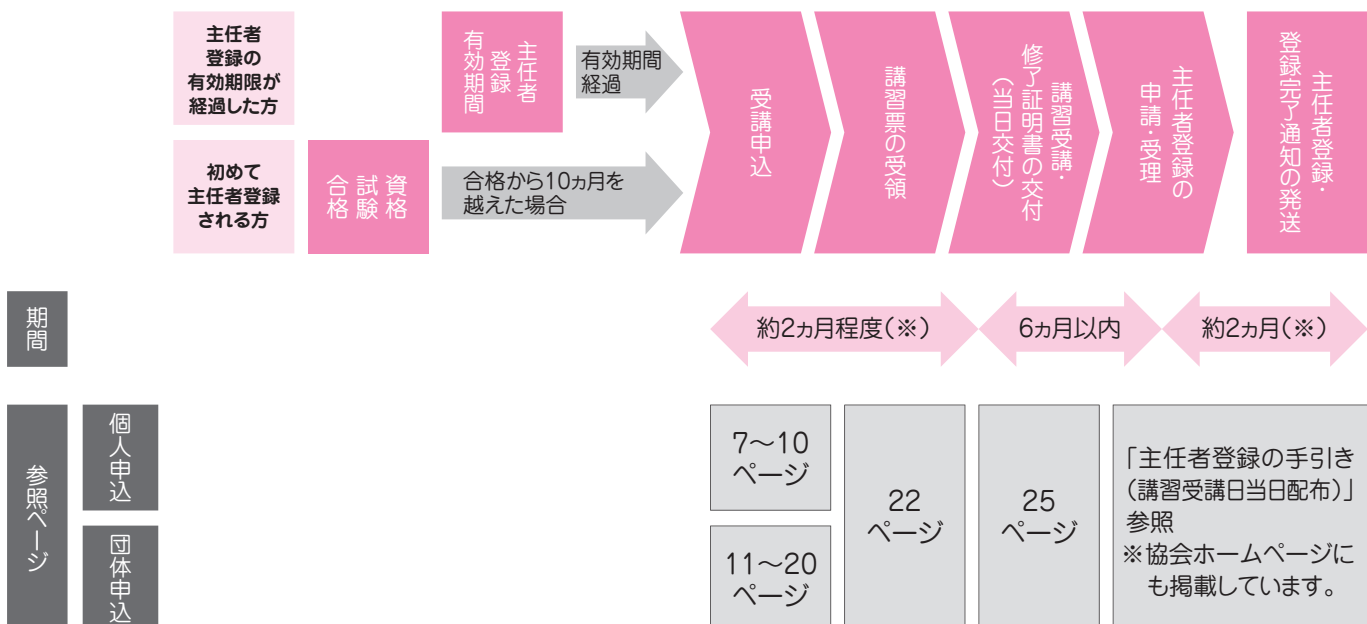 主任者
登録の
有効期限が
経過した方
主任者
登録
有効期間
有効期間
経過
初めて
主任者登録
される方
資格
試験
合格
合格から10ヵ月を
越えた場合
受講申込
講習票の受領
講習受講・
修了証明書の交付
（当日交付）
主任者登録の
申請・受理
主任者登録・
登録完了通知の発送
期間
約2ヵ月程度(※)
6ヵ月以内
約2ヵ月(※)
参照ページ
個人申込
団体申込
7〜10
ページ
11〜20
ページ
22
ページ
25
ページ
「主任者登録の手引き
(講習受講日当日配布)」
参照
※協会ホームページに
も掲載しています。